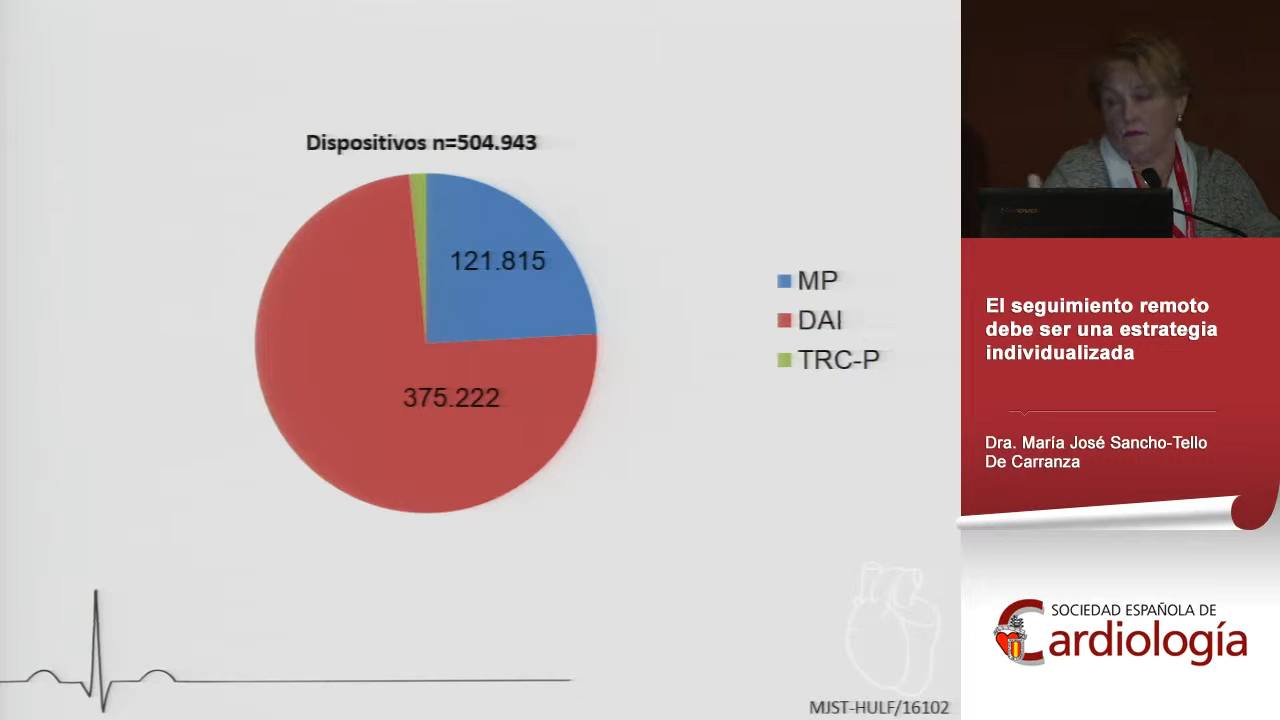 Dispositivos n=504.943
121.815
375.222
MP
DAI
TRC-P
MJST-HULF/16102
El seguimiento remoto
debe ser una estrategia
individualizada
Dra. María José Sancho-Tello
De Carranza
SOCIEDAD ESPAÑOLA DE
Cardiología